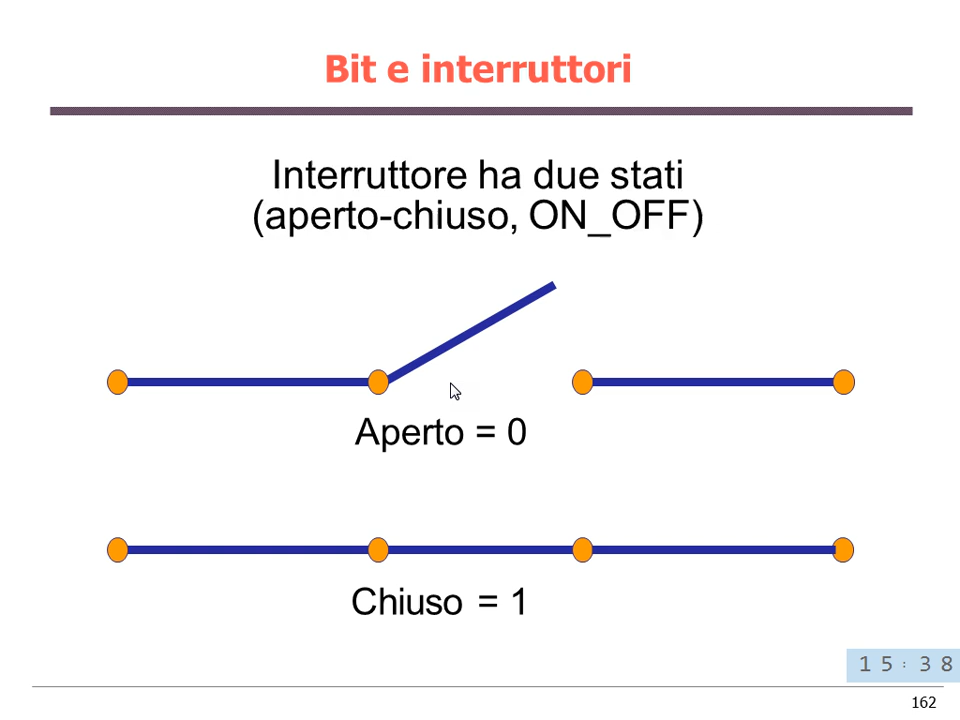 Bit e interruttori
Interruttore ha due stati
(aperto-chiuso, ON_OFF)
Aperto = 0
Chiuso = 1
15:38
162